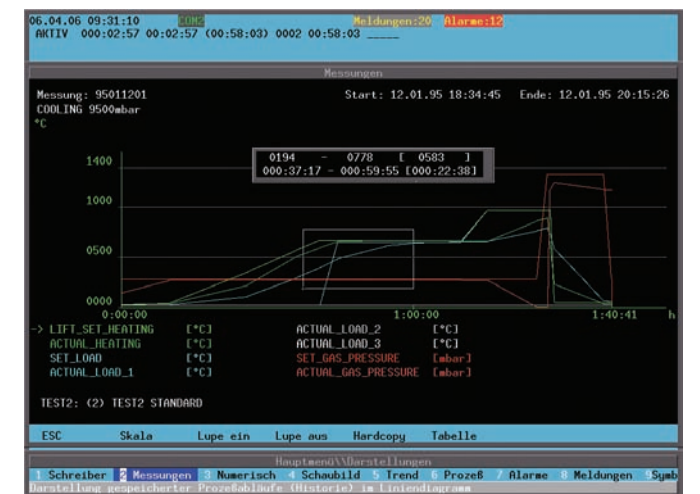 06.04.06 09:31:10 COM2 Meldungen:20 Alarme:12
AKTIV 000:02:57 00:02:57 (00:58:03) 0002 00:58:03 _____
Messungen
Messung: 95011201 Start: 12.01.95 18:34:45 Ende: 12.01.95 20:15:26
COOLING 9500mbar
°C
0194 - 0778 [ 0583 ]
000:37:17 - 000:59:55 [000:22:38]
1400
1000
0500
0000
0:00:00 1:00:00 1:40:41 h
-> LIFT_SET_HEATING [°C] ACTUAL_LOAD_2 [°C]
ACTUAL_HEATING [°C] ACTUAL_LOAD_3 [°C]
SET_LOAD [°C] SET_GAS_PRESSURE [mbar]
ACTUAL_LOAD_1 [°C] ACTUAL_GAS_PRESSURE [mbar]
TEST2: (2) TEST2 STANDARD
ESC Skala Lupe ein Lupe aus Hardcopy Tabelle
Hauptmenü\\Darstellungen
1 Schreiber 2 Messungen 3 Numerisch 4 Schaubild 5 Trend 6 Prozeß 7 Alarme 8 Meldungen 9Symb
Darstellung gespeicherter Prozeßabläufe (Historie) im Liniendiagramm